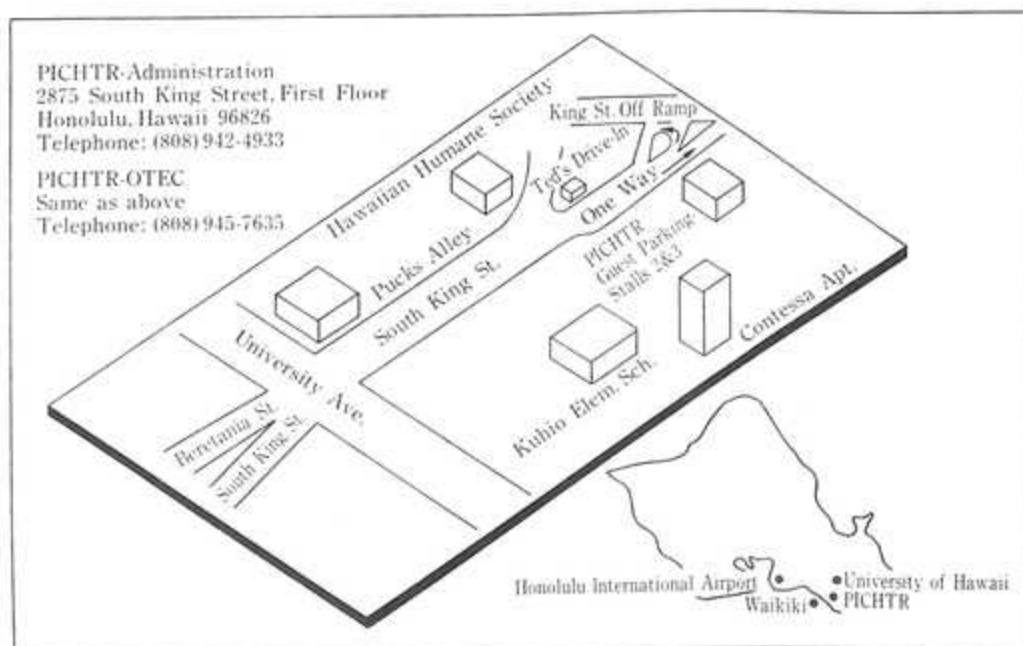 PICHTR-Administration
2875 South King Street, First Floor
Honolulu, Hawaii 96826
Telephone: (808) 942-4933
PICHTR-OTEC
Same as above
Telephone: (808) 945-7635
Hawaiian Humane Society
King St. Off Ramp
Ted's Drive-In
One Way
Pucks Alley
South King St.
PICHTR
Guest Parking
Stalls 2&3
Contessa Apt.
University Ave.
Kuhio Elem. Sch.
Beretania St.
South King St.
Honolulu International Airport
University of Hawaii
Waikiki
PICHTR